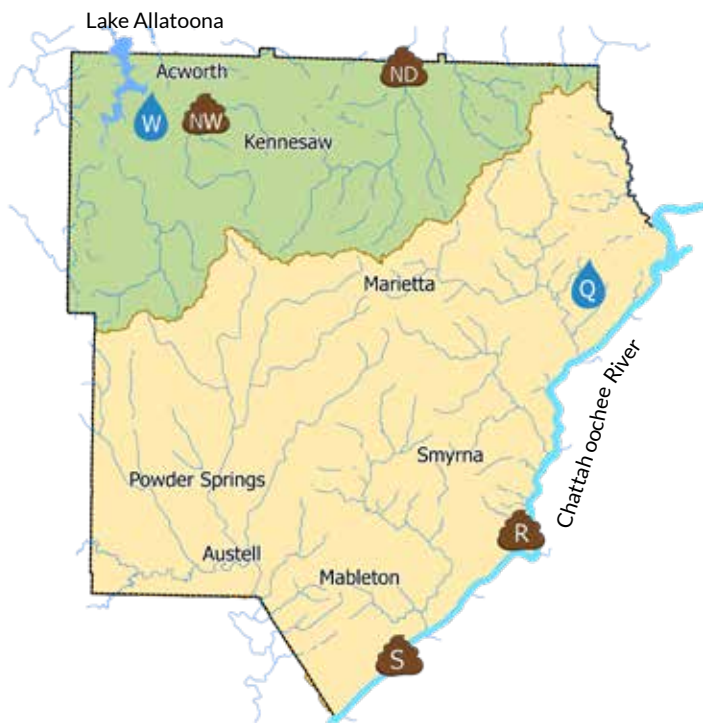 Lake Allatoona
Acworth
ND
W
NW
Kennesaw
Marietta
Q
Chattahoochee River
Smyrna
Powder Springs
R
Austell
Mableton
S